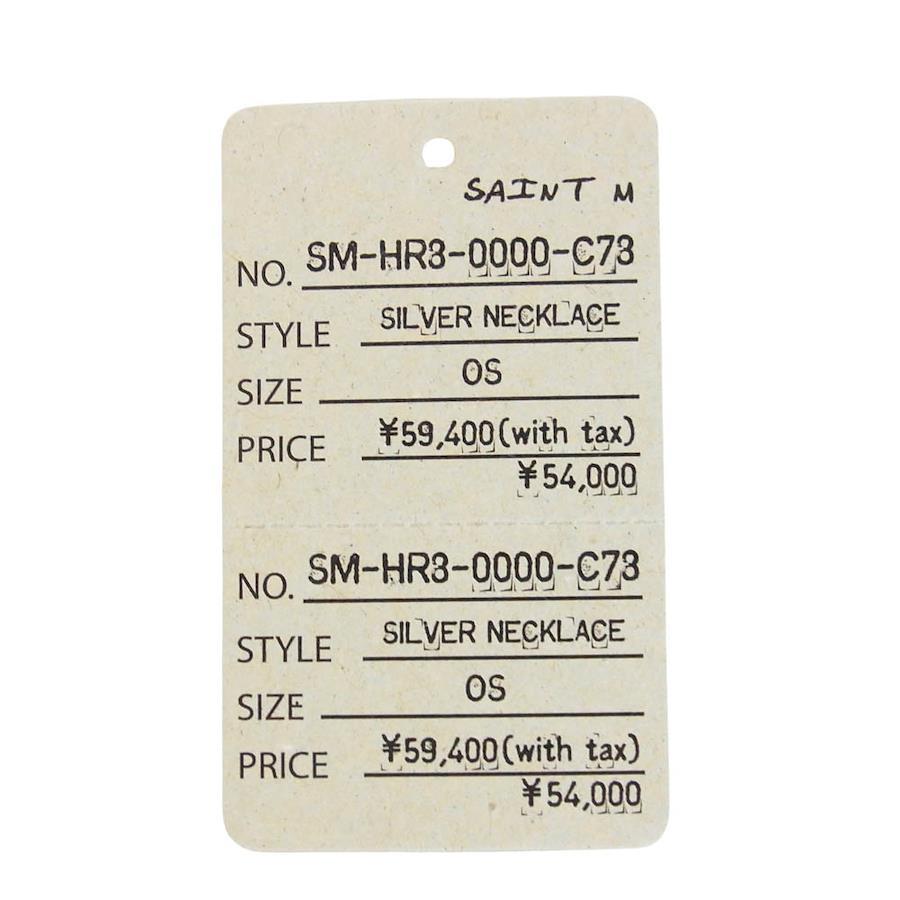 SAINT M
NO. SM-HR3-0000-C73
STYLE SILVER NECKLACE
SIZE OS
PRICE ¥59,400(with tax)
¥54,000
NO. SM-HR3-0000-C73
STYLE SILVER NECKLACE
SIZE OS
PRICE ¥59,400(with tax)
¥54,000